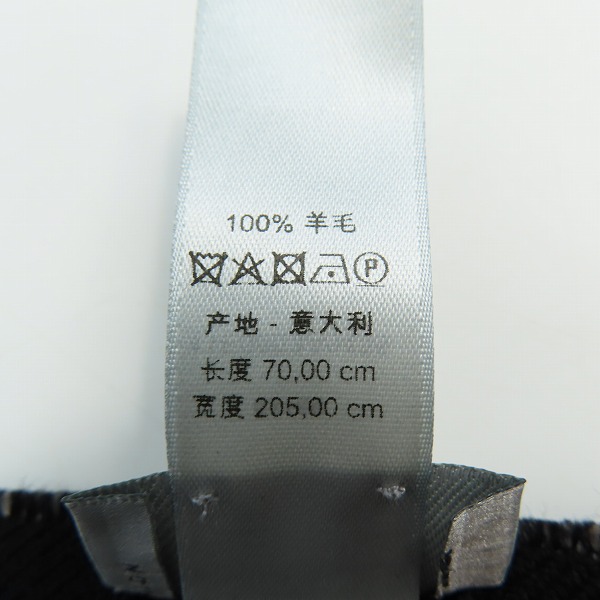 100% 羊毛
P
产地 - 意大利
长度 70,00 cm
宽度 205,00 cm